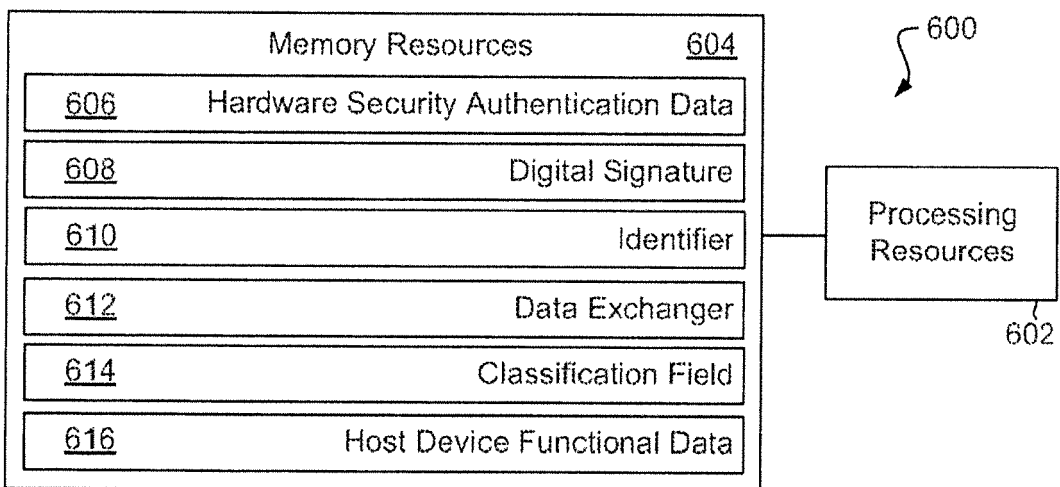 Memory Resources 604
600
606 Hardware Security Authentication Data
608 Digital Signature
610 Identifier
612 Data Exchanger
614 Classification Field
616 Host Device Functional Data
Processing
Resources
602